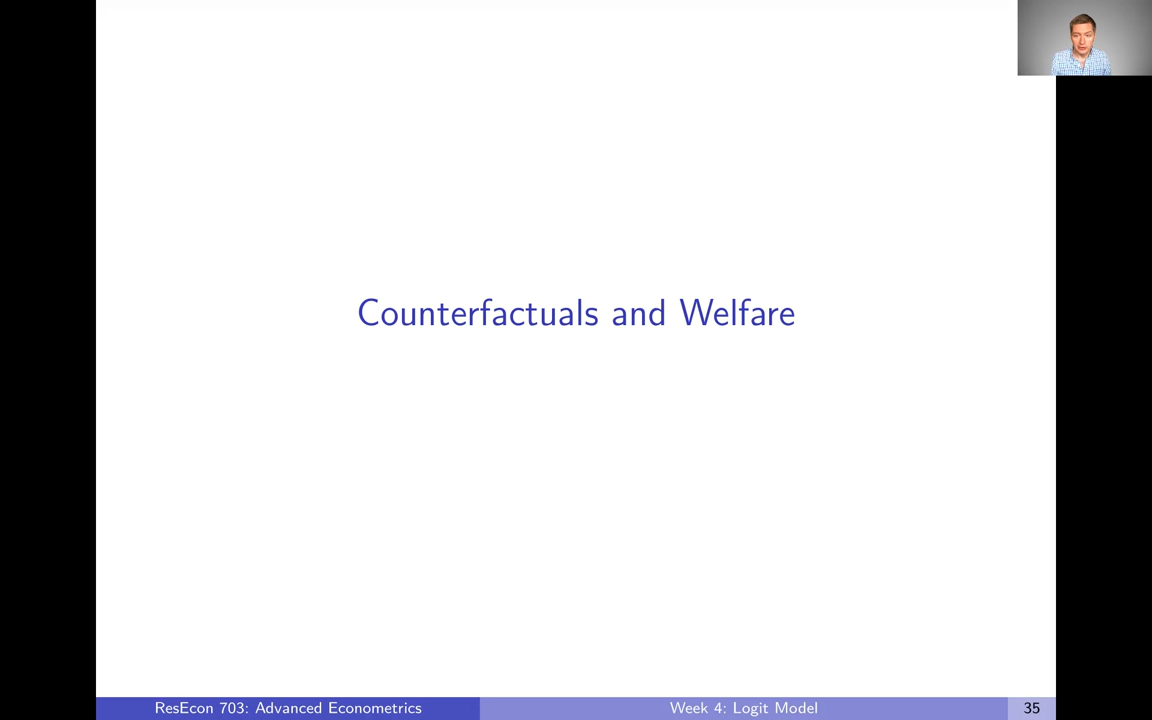 Counterfactuals and Welfare
ResEcon 703: Advanced Econometrics
Week 4: Logit Model
35